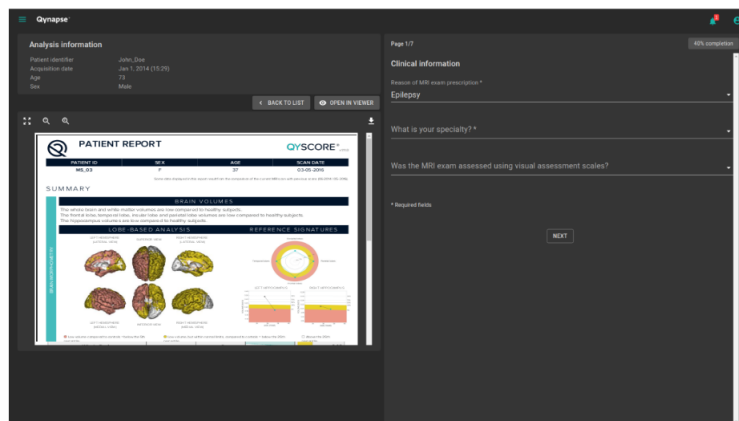 Qynapse
1
Analysis information
Patient identifier John_Doe
Acquisition date Jan 1, 2014 (15:29)
Age 73
Sex Male
BACK TO LIST
OPEN IN VIEWER
PATIENT REPORT
QYSCORE
PATIENT ID SEX AGE SCAN DATE
MS_03 F 37 03-05-2016
SUMMARY
BRAIN VOLUMES
The whole brain and white matter volumes are low compared to healthy subjects.
The frontal lobe, temporal lobe, insular lobe and parietal lobe volumes are low compared to healthy subjects.
The hippocampus volumes are low compared to healthy subjects.
LOBE-BASED ANALYSIS
REFERENCE SIGNATURES
Page 1/7
40% completion
Clinical information
Reason of MRI exam prescription *
Epilepsy
What is your specialty? *
Was the MRI exam assessed using visual assessment scales?
* Required fields
NEXT